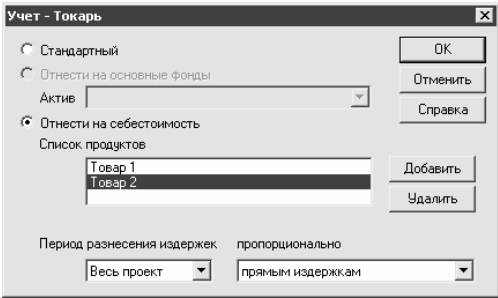 Учет - Токарь
Стандартный
OK
Отнести на основные фонды
Отменить
Актив
Справка
Отнести на себестоимость
Список продуктов
Товар 1
Добавить
Товар 2
Удалить
Период разнесения издержек пропорционально
Весь проект прямым издержкам